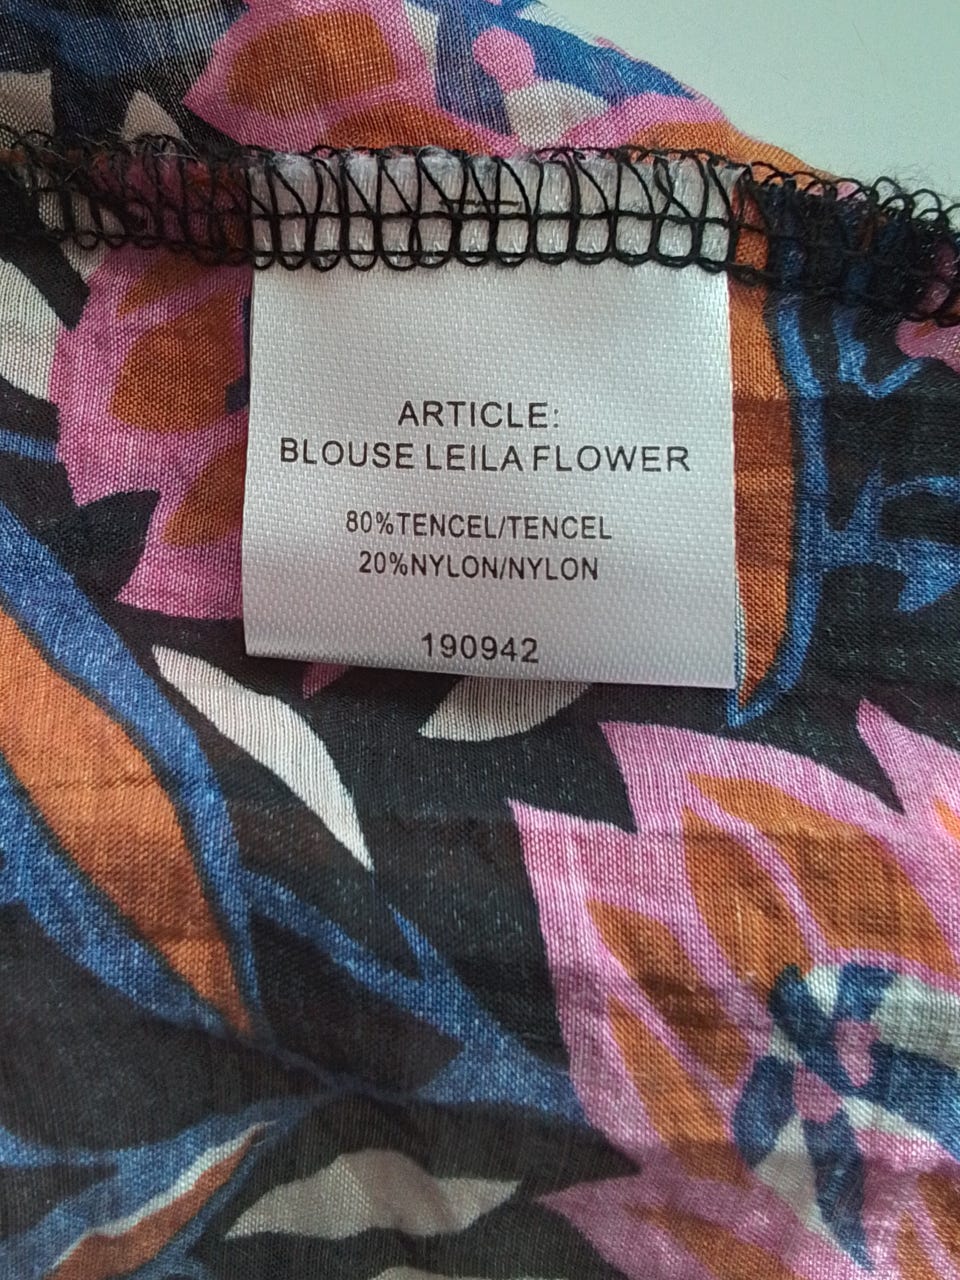 ARTICLE:
BLOUSE LEILA FLOWER
80%TENCEL/TENCEL
20%NYLON/NYLON
190942